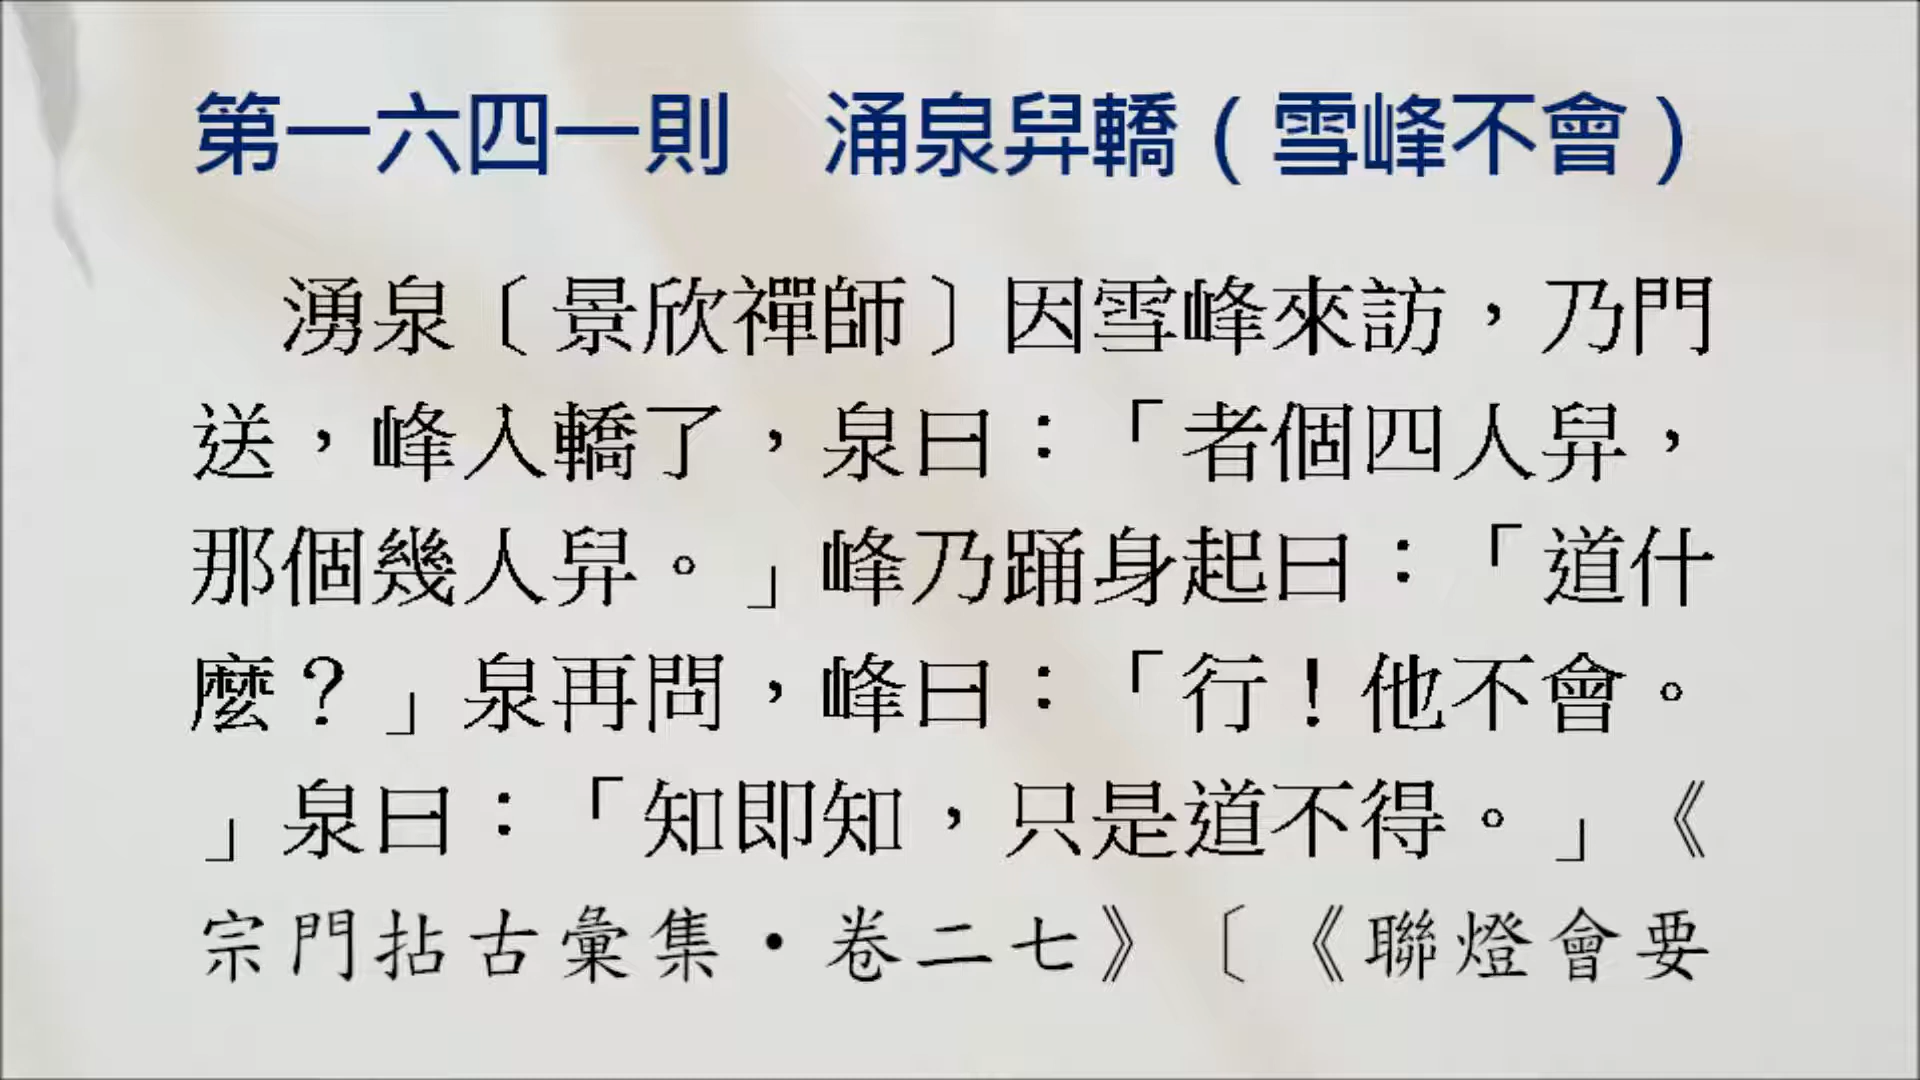 第一六四一則　涌泉舁轎（雪峰不會）
湧泉〔景欣禪師〕因雪峰來訪，乃門
送，峰入轎了，泉曰：「者個四人舁，
那個幾人舁。」峰乃踊身起曰：「道什
麼？」泉再問，峰曰：「行！他不會。
」泉曰：「知即知，只是道不得。」《
宗門拈古彙集・卷二七》〔《聯燈會要